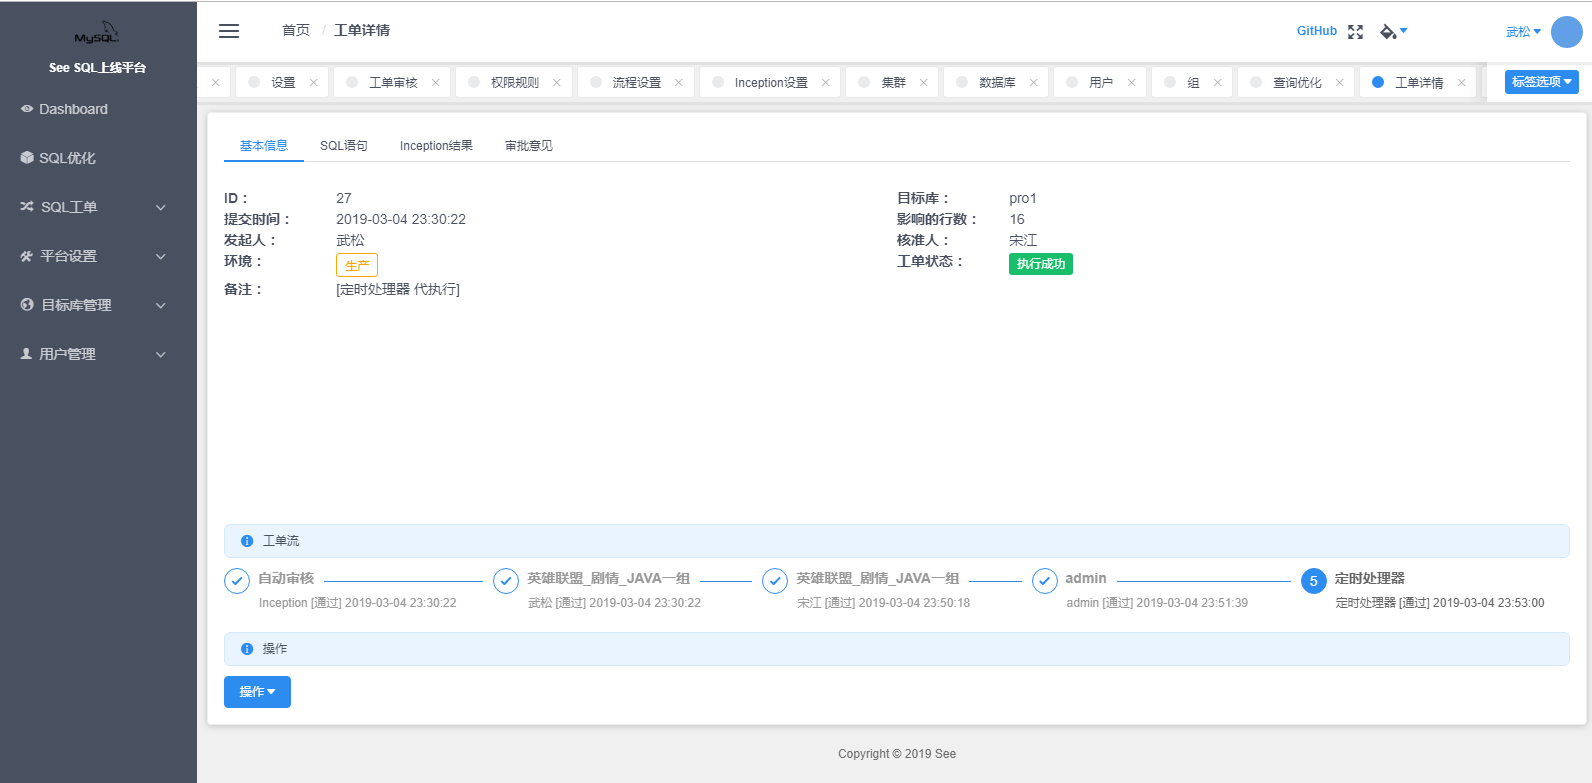 MySQL
See SQL上线平台
Dashboard
SQL优化
SQL工单
平台设置
目标库管理
用户管理
首页 / 工单详情
GitHub
武松
设置
工单审核
权限规则
流程设置
Inception设置
集群
数据库
用户
组
查询优化
工单详情
标签选项
基本信息
SQL语句
Inception结果
审批意见
ID： 27
提交时间： 2019-03-04 23:30:22
发起人： 武松
环境： 生产
备注： [定时处理器 代执行]
目标库： pro1
影响的行数： 16
核准人： 宋江
工单状态： 执行成功
工单流
自动审核
Inception [通过] 2019-03-04 23:30:22
英雄联盟_剧情_JAVA一组
武松 [通过] 2019-03-04 23:30:22
英雄联盟_剧情_JAVA一组
宋江 [通过] 2019-03-04 23:50:18
admin
admin [通过] 2019-03-04 23:51:39
5 定时处理器
定时处理器 [通过] 2019-03-04 23:53:00
操作
操作
Copyright © 2019 See